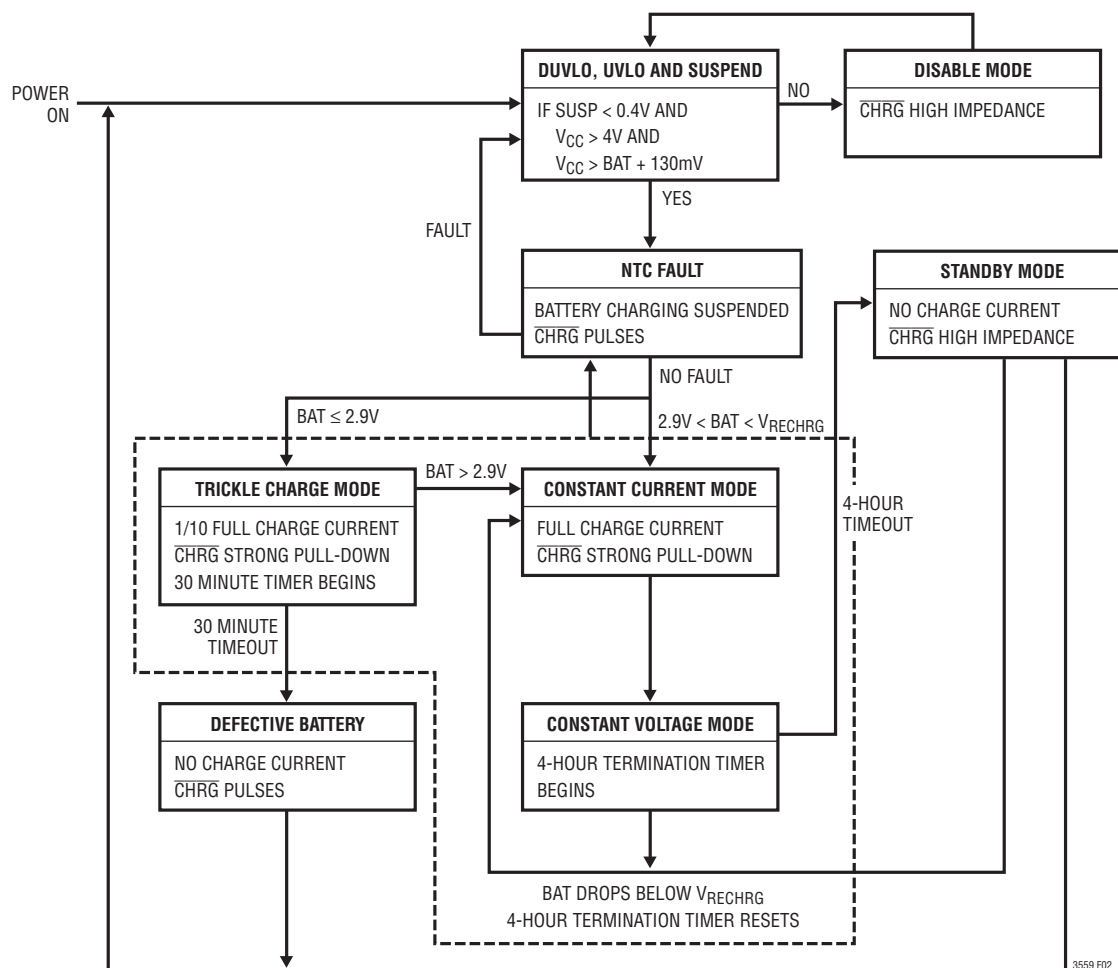 POWER
ON
DUVLO, UVLO AND SUSPEND
IF SUSP < 0.4V AND
VCC > 4V AND
VCC > BAT + 130mV
NO
DISABLE MODE
CHRG HIGH IMPEDANCE
YES
FAULT
NTC FAULT
BATTERY CHARGING SUSPENDED
CHRG PULSES
STANDBY MODE
NO CHARGE CURRENT
CHRG HIGH IMPEDANCE
NO FAULT
BAT ≤ 2.9V
2.9V < BAT < VRECHRG
TRICKLE CHARGE MODE
1/10 FULL CHARGE CURRENT
CHRG STRONG PULL-DOWN
30 MINUTE TIMER BEGINS
BAT > 2.9V
CONSTANT CURRENT MODE
FULL CHARGE CURRENT
CHRG STRONG PULL-DOWN
4-HOUR
TIMEOUT
30 MINUTE
TIMEOUT
DEFECTIVE BATTERY
NO CHARGE CURRENT
CHRG PULSES
CONSTANT VOLTAGE MODE
4-HOUR TERMINATION TIMER
BEGINS
BAT DROPS BELOW VRECHRG
4-HOUR TERMINATION TIMER RESETS
3559 F02